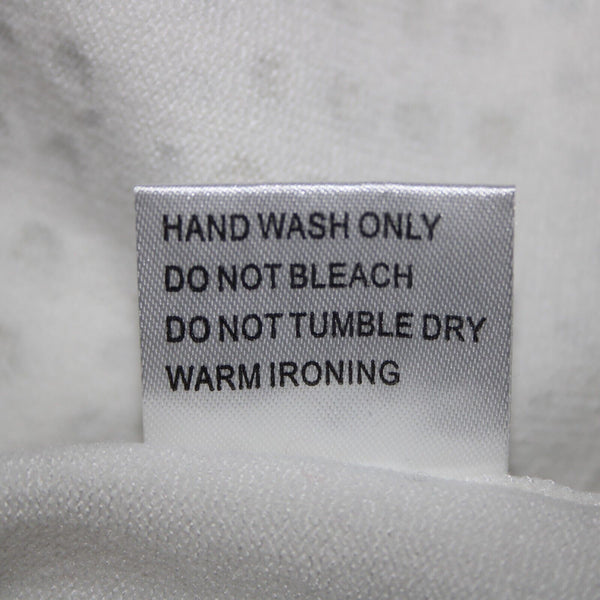 HAND WASH ONLY
DO NOT BLEACH
DO NOT TUMBLE DRY
WARM IRONING